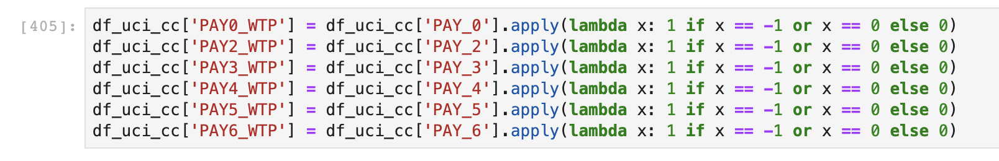 [405]: df_uci_cc['PAY0_WTP'] = df_uci_cc['PAY_0'].apply(lambda x: 1 if x == -1 or x == 0 else 0)
df_uci_cc['PAY2_WTP'] = df_uci_cc['PAY_2'].apply(lambda x: 1 if x == -1 or x == 0 else 0)
df_uci_cc['PAY3_WTP'] = df_uci_cc['PAY_3'].apply(lambda x: 1 if x == -1 or x == 0 else 0)
df_uci_cc['PAY4_WTP'] = df_uci_cc['PAY_4'].apply(lambda x: 1 if x == -1 or x == 0 else 0)
df_uci_cc['PAY5_WTP'] = df_uci_cc['PAY_5'].apply(lambda x: 1 if x == -1 or x == 0 else 0)
df_uci_cc['PAY6_WTP'] = df_uci_cc['PAY_6'].apply(lambda x: 1 if x == -1 or x == 0 else 0)